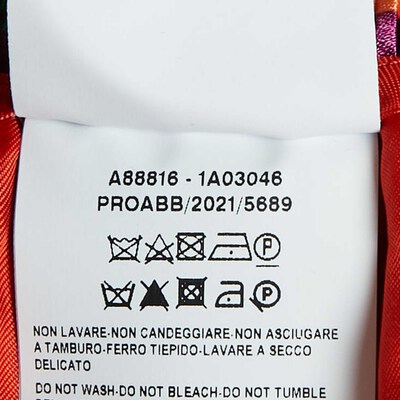 A88816 - 1A03046
PROABB/2021/5689
P
P
NON LAVARE-NON CANDEGGIARE-NON ASCIUGARE
A TAMBURO-FERRO TIEPIDO-LAVARE A SECCO
DELICATO
DO NOT WASH-DO NOT BLEACH-DO NOT TUMBLE